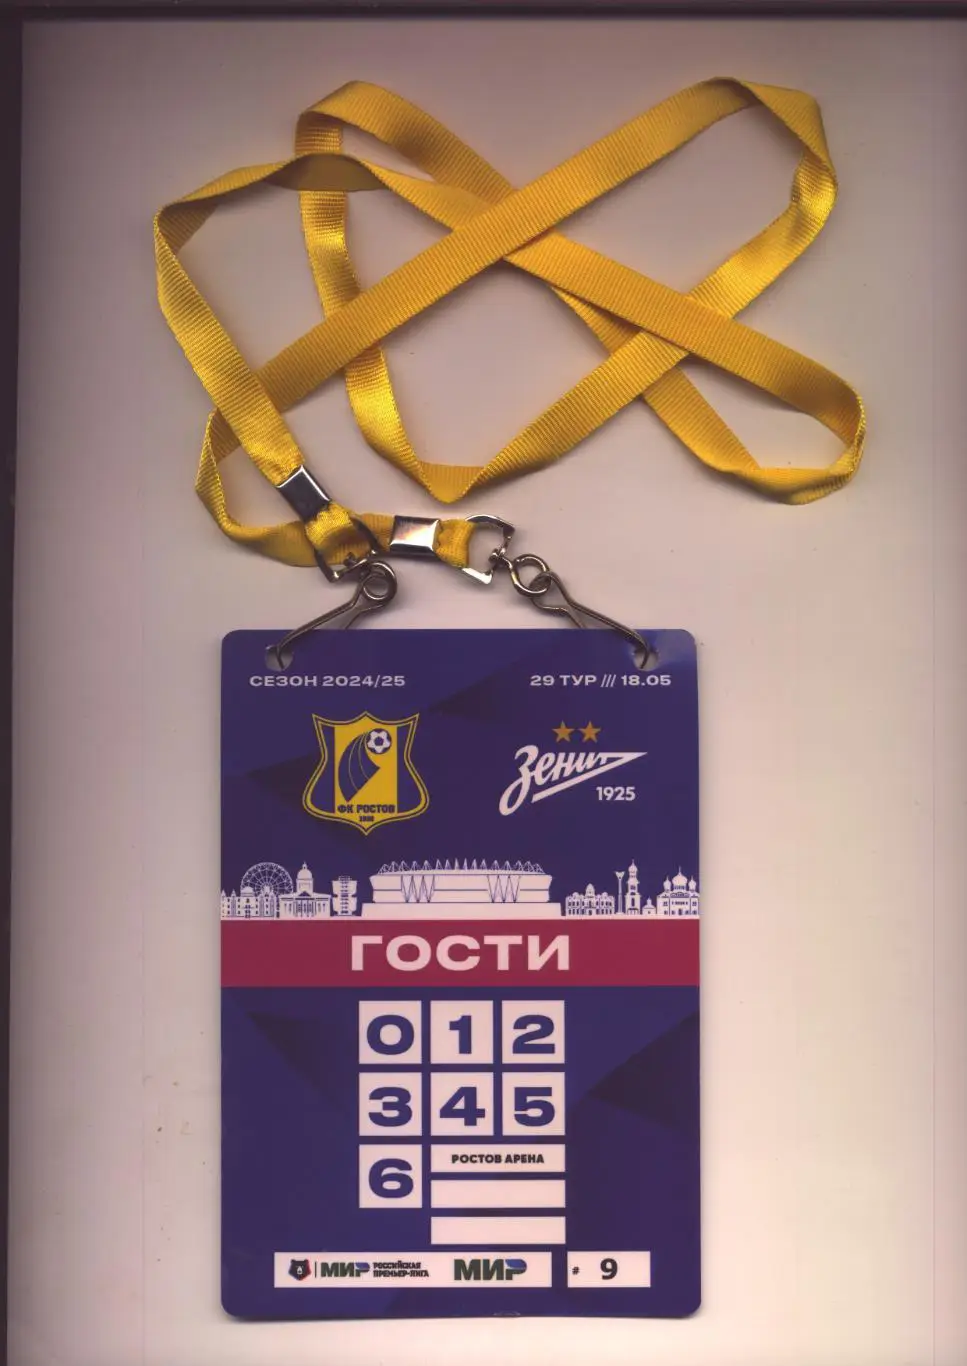 СЕЗОН 2024/25
29 ТУР /// 18.05
ФК РОСТОВ
1930
Зенит
1925
ГОСТИ
0 1 2
3 4 5
6
РОСТОВ АРЕНА
МИР РОССИЙСКАЯ
ПРЕМЬЕР-ЛИГА
МИР
# 9